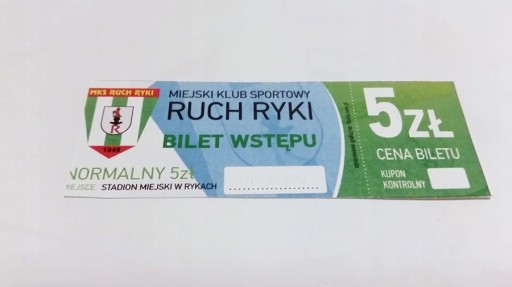 MKS RUCH RYKI
R
1948
MIEJSKI KLUB SPORTOWY
RUCH RYKI
BILET WSTĘPU
NORMALNY 5zł
MIEJSCE STADION MIEJSKI W RYKACH
5ZŁ
CENA BILETU
KUPON
KONTROLNY